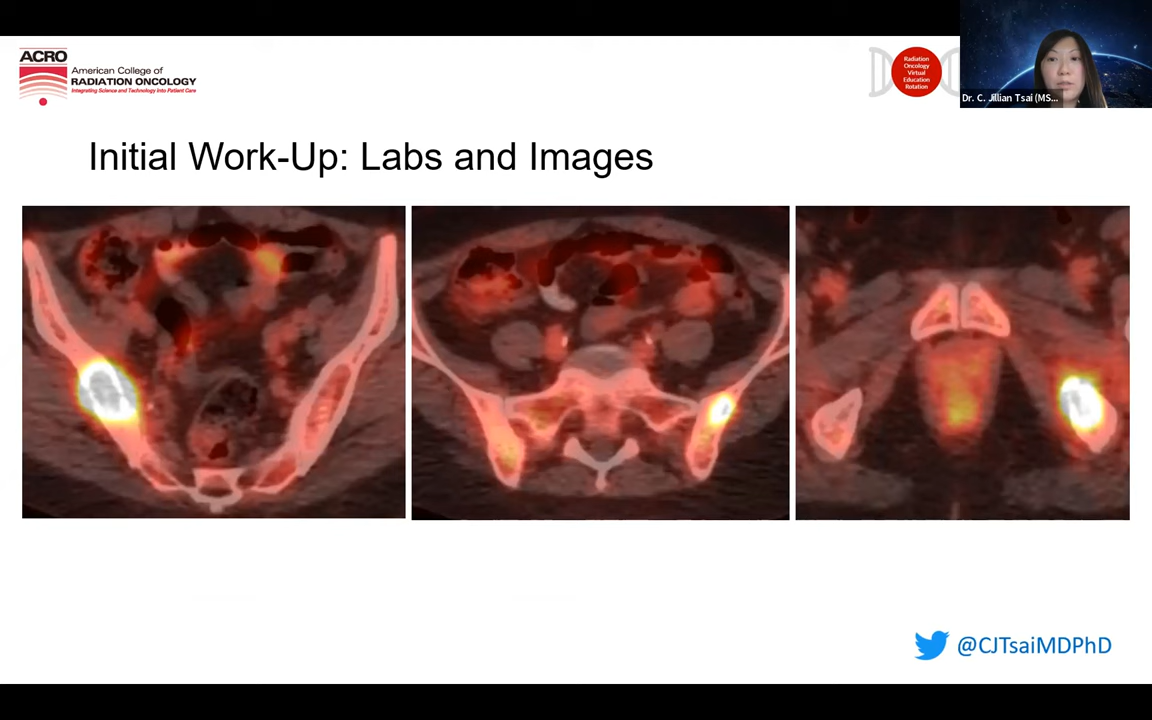 ACRO
American College of
RADIATION ONCOLOGY
Integrating Science and Technology Into Patient Care
Radiation
Oncology
Virtual
Education
Rotation
Dr. C. Jillian Tsai (MS...
Initial Work-Up: Labs and Images
@CJTsaiMDPhD